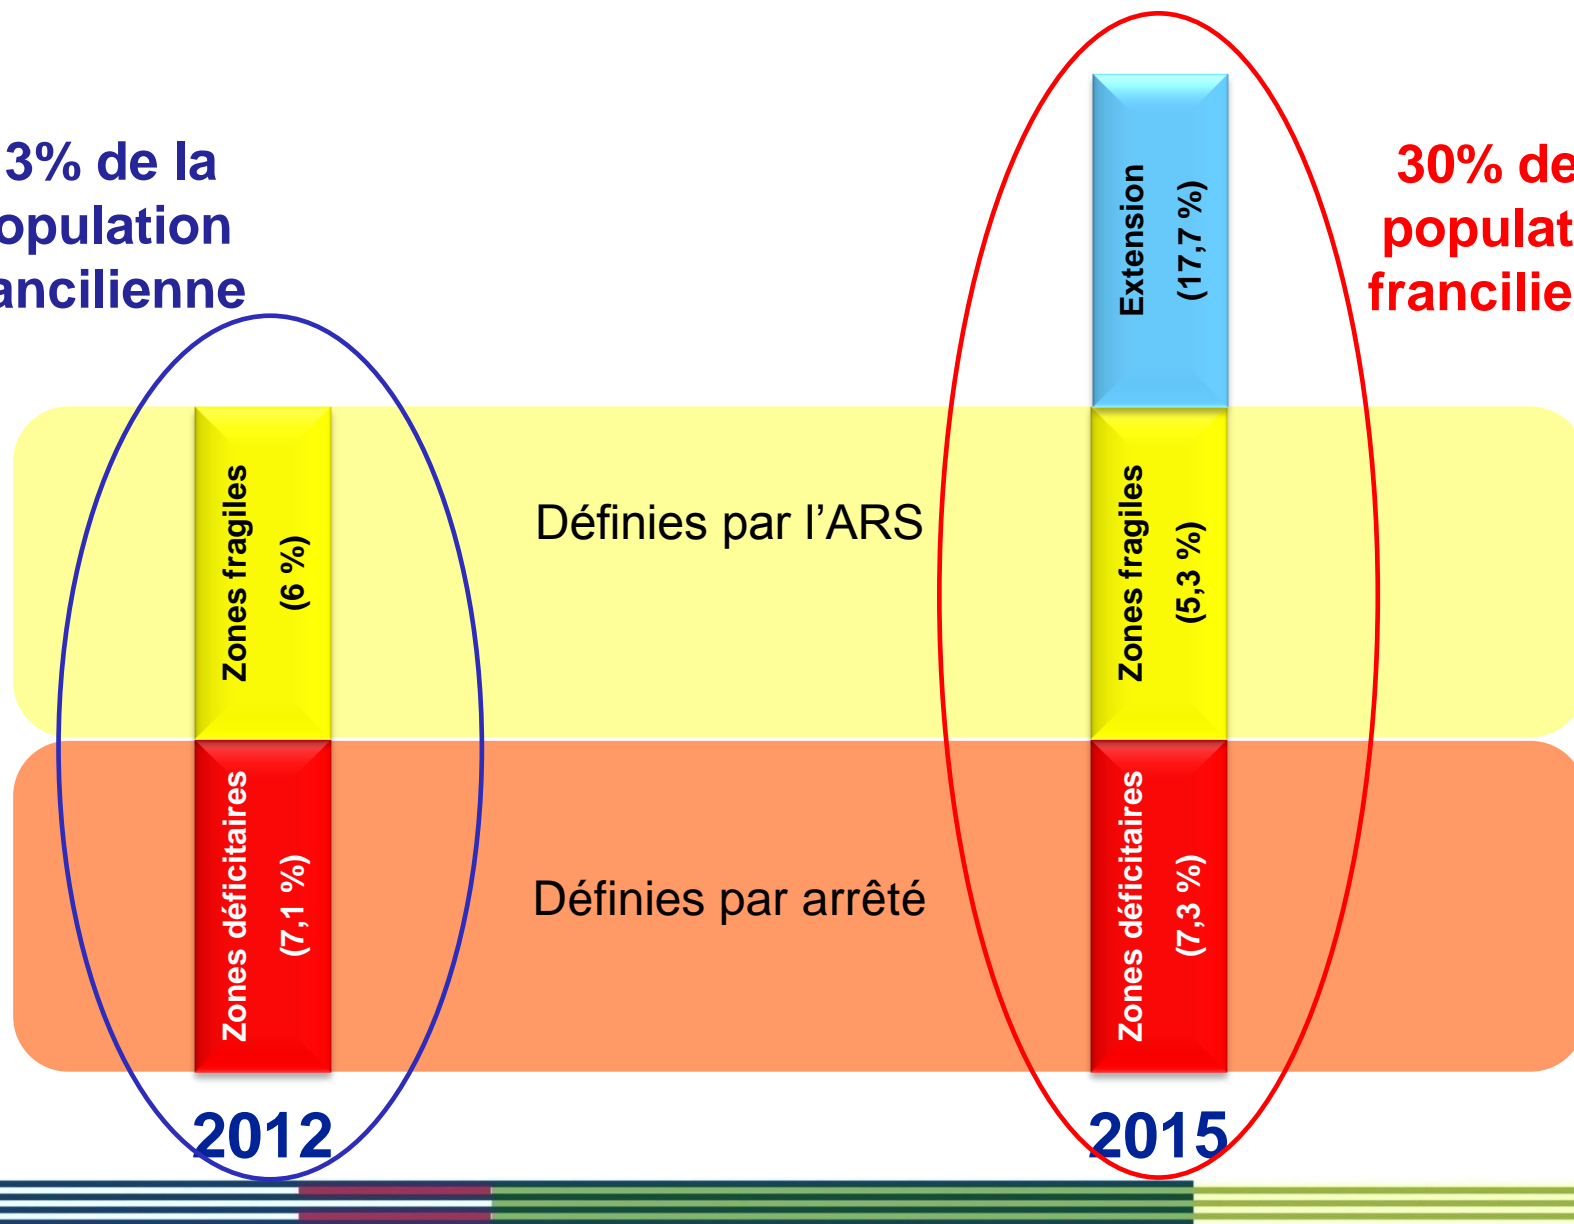 3% de la
opulation
ancilienne
30% de
populat
francilie
Extension
(17,7 %)
Zones fragiles
(6 %)
Définies par l’ARS
Zones fragiles
(5,3 %)
Zones déficitaires
(7,1 %)
Définies par arrêté
Zones déficitaires
(7,3 %)
2012
2015